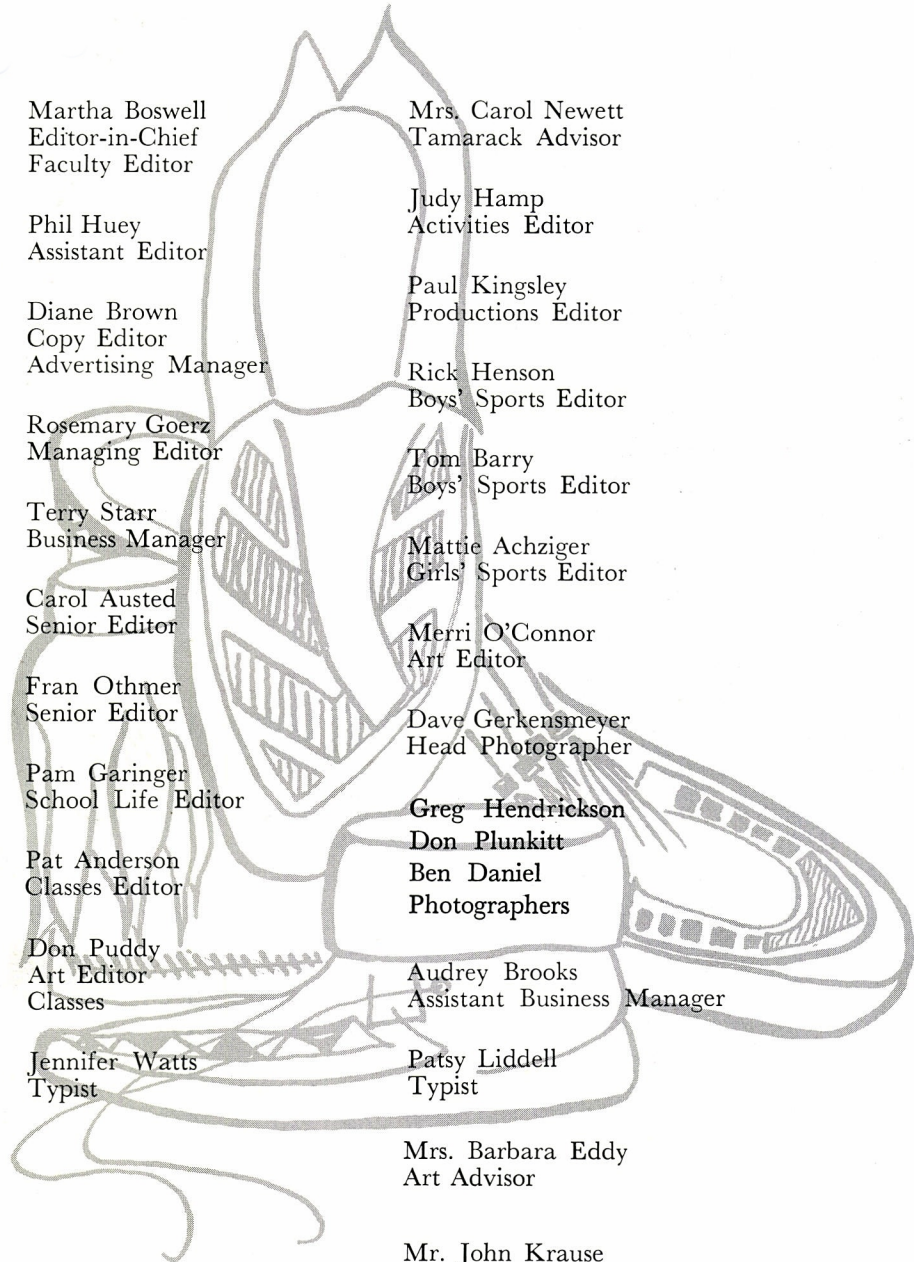 Martha Boswell
Editor-in-Chief
Faculty Editor
Phil Huey
Assistant Editor
Diane Brown
Copy Editor
Advertising Manager
Rosemary Goerz
Managing Editor
Terry Starr
Business Manager
Carol Austed
Senior Editor
Fran Othmer
Senior Editor
Pam Garinger
School Life Editor
Pat Anderson
Classes Editor
Don Puddy
Art Editor
Classes
Jennifer Watts
Typist
Mrs. Carol Newett
Tamarack Advisor
Judy Hamp
Activities Editor
Paul Kingsley
Productions Editor
Rick Henson
Boys' Sports Editor
Tom Barry
Boys' Sports Editor
Mattie Achziger
Girls' Sports Editor
Merri O'Connor
Art Editor
Dave Gerkensmeyer
Head Photographer
Greg Hendrickson
Don Plunkitt
Ben Daniel
Photographers
Audrey Brooks
Assistant Business Manager
Patsy Liddell
Typist
Mrs. Barbara Eddy
Art Advisor
Mr. John Krause